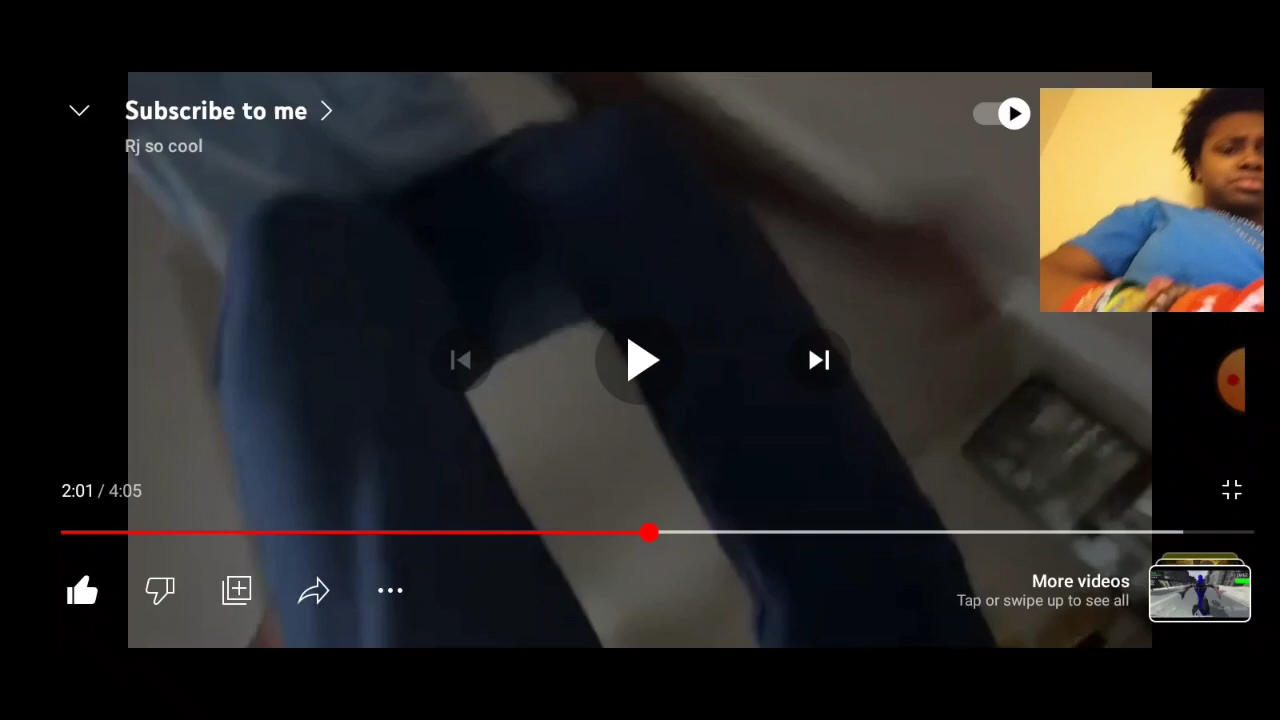 Subscribe to me
Rj so cool
2:01 / 4:05
More videos
Tap or swipe up to see all